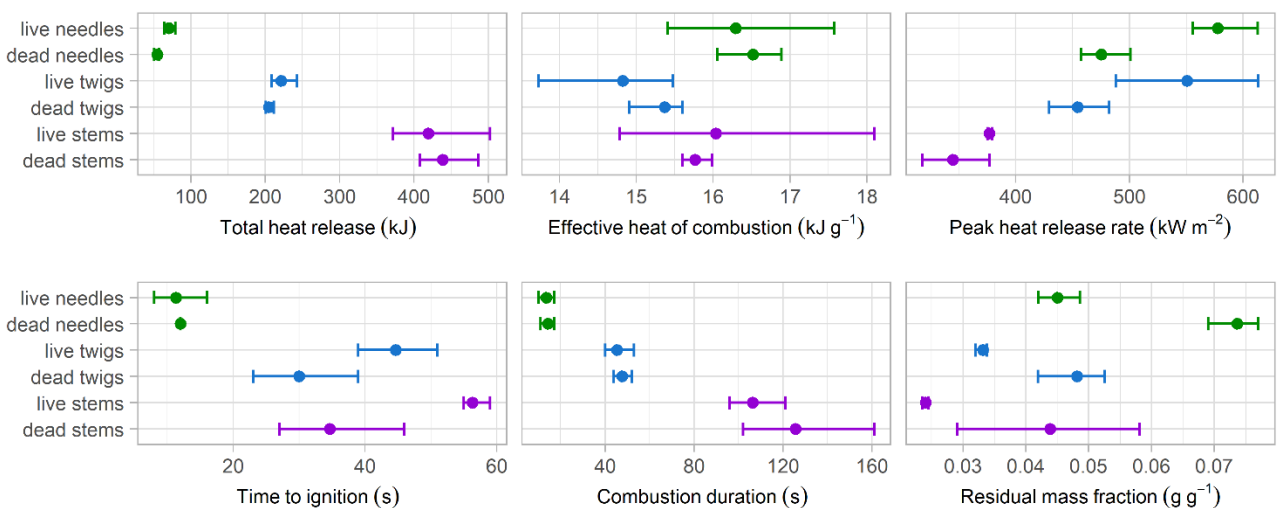 live needles
dead needles
live twigs
dead twigs
live stems
dead stems
100 200 300 400 500
14 15 16 17 18
400 500 600
Total heat release (kJ)
Effective heat of combustion (kJ g⁻¹)
Peak heat release rate (kW m⁻²)
live needles
dead needles
live twigs
dead twigs
live stems
dead stems
20 40 60
40 80 120 160
0.03 0.04 0.05 0.06 0.07
Time to ignition (s)
Combustion duration (s)
Residual mass fraction (g g⁻¹)